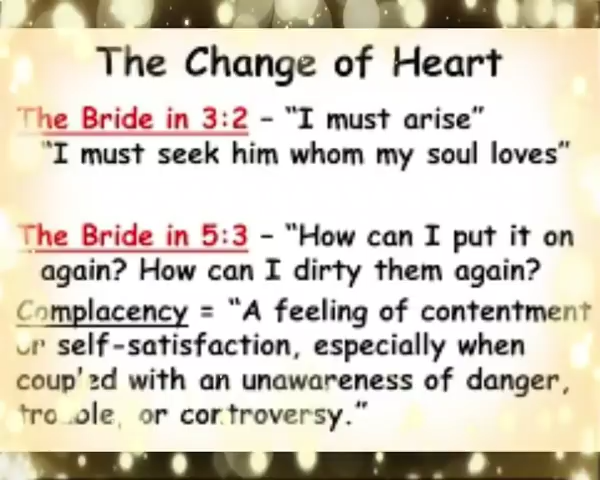 The Change of Heart
The Bride in 3:2 - “I must arise”
“I must seek him whom my soul loves”
The Bride in 5:3 - “How can I put it on
again? How can I dirty them again?
Complacency = “A feeling of contentment
or self-satisfaction, especially when
coupled with an unawareness of danger,
trouble, or controversy.”